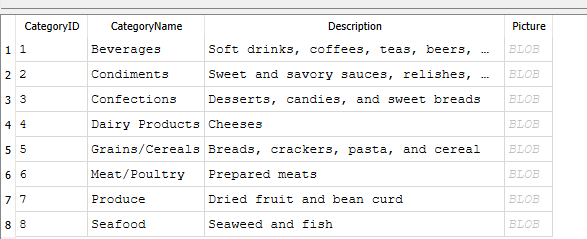 CategoryID CategoryName Description Picture
1 1 Beverages Soft drinks, coffees, teas, beers, … BLOB
2 2 Condiments Sweet and savory sauces, relishes, … BLOB
3 3 Confections Desserts, candies, and sweet breads BLOB
4 4 Dairy Products Cheeses BLOB
5 5 Grains/Cereals Breads, crackers, pasta, and cereal BLOB
6 6 Meat/Poultry Prepared meats BLOB
7 7 Produce Dried fruit and bean curd BLOB
8 8 Seafood Seaweed and fish BLOB